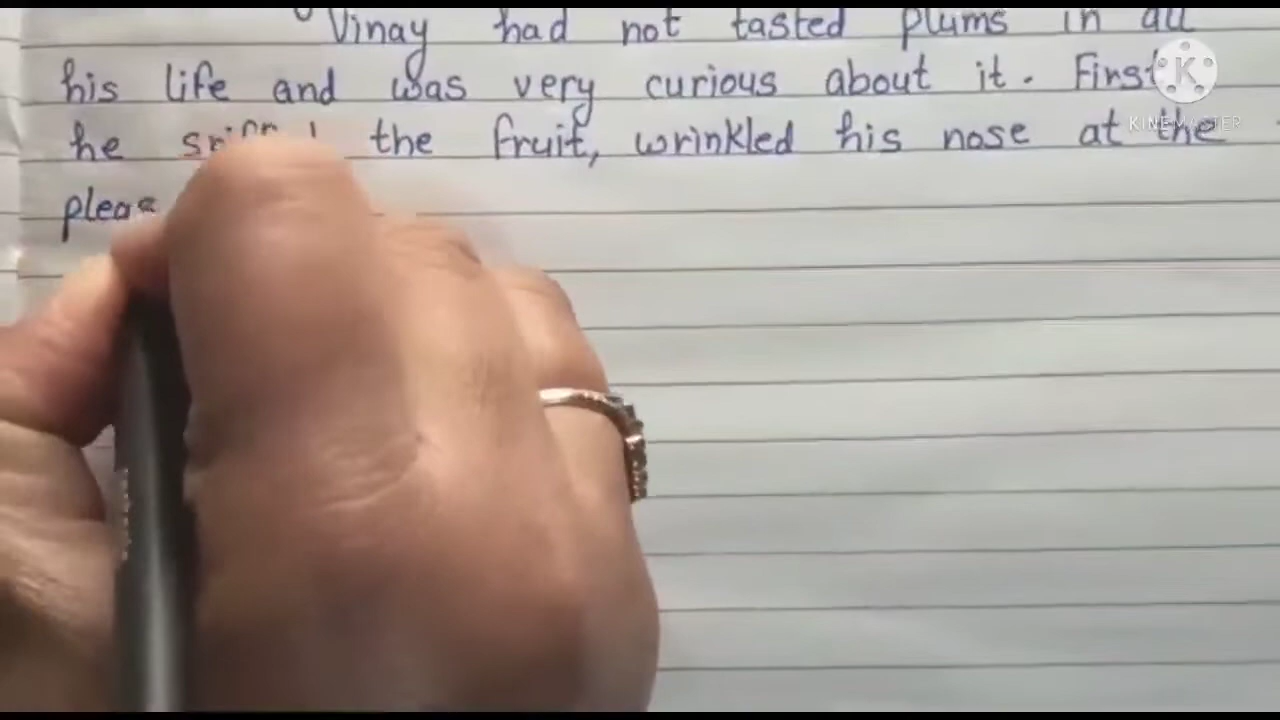 Vinay had not tasted plums in all
his life and was very curious about it. First
he the fruit, wrinkled his nose at the
KINEMASTER